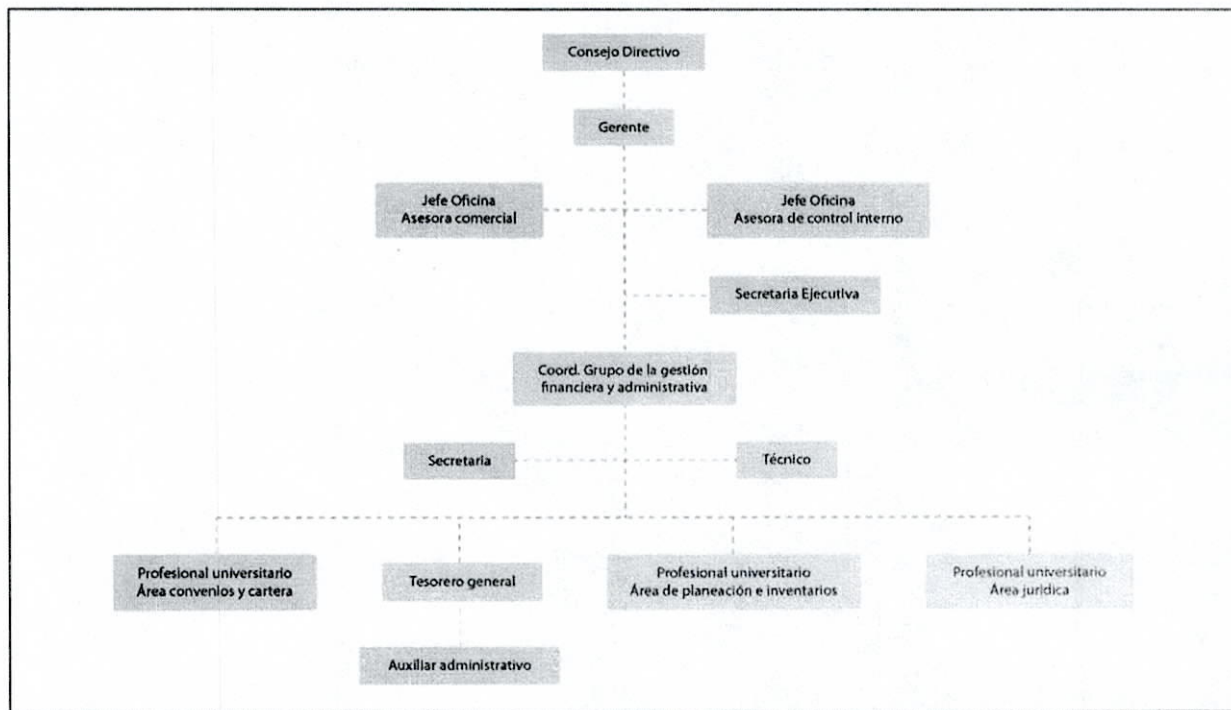 Consejo Directivo
Gerente
Jefe Oficina
Asesora comercial
Jefe Oficina
Asesora de control interno
Secretaria Ejecutiva
Coord. Grupo de la gestión
financiera y administrativa
Secretaria
Técnico
Profesional universitario
Área convenios y cartera
Tesorero general
Profesional universitario
Área de planeación e inventarios
Profesional universitario
Área jurídica
Auxiliar administrativo